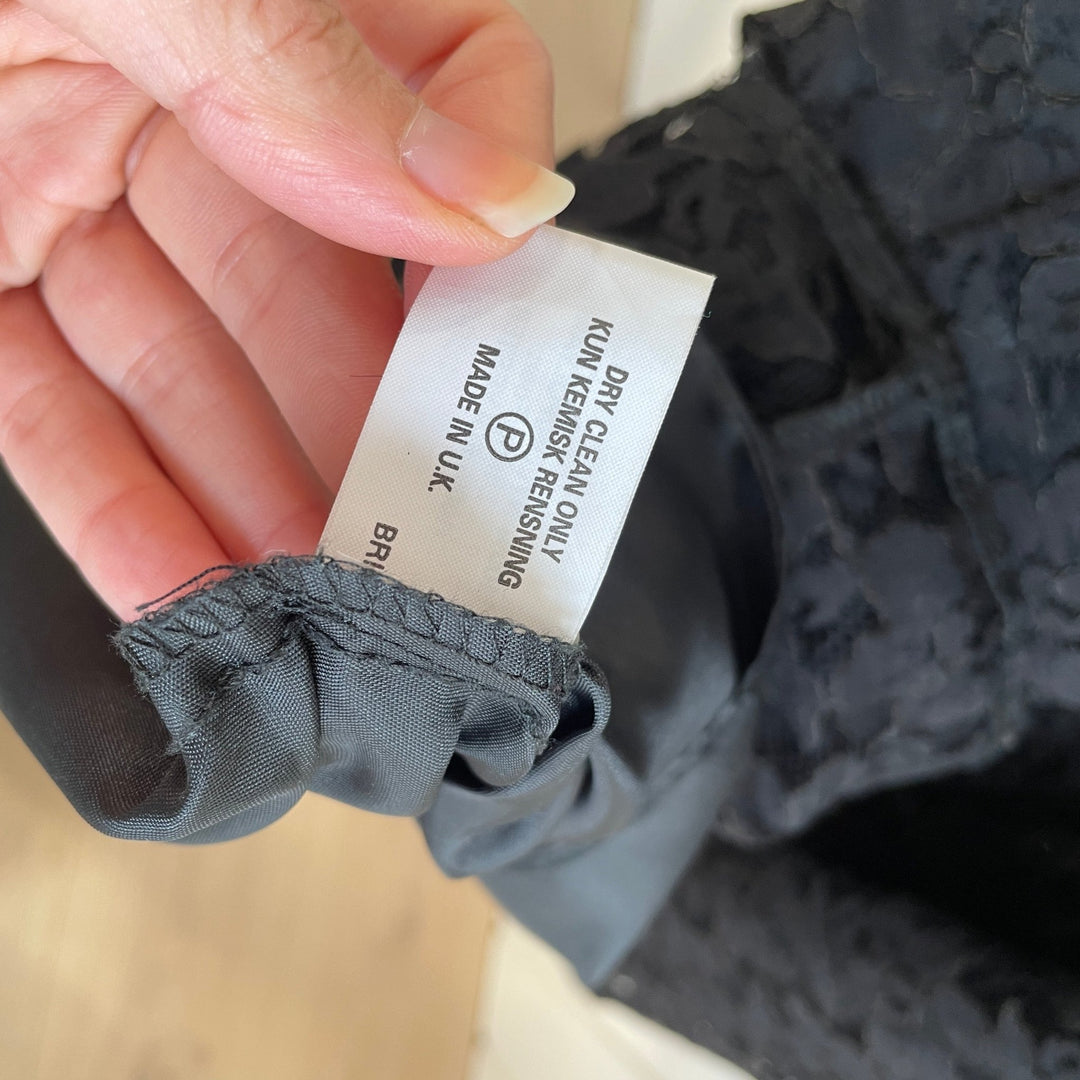 DRY CLEAN ONLY
KUN KEMISK RENSNING
P
MADE IN U.K.